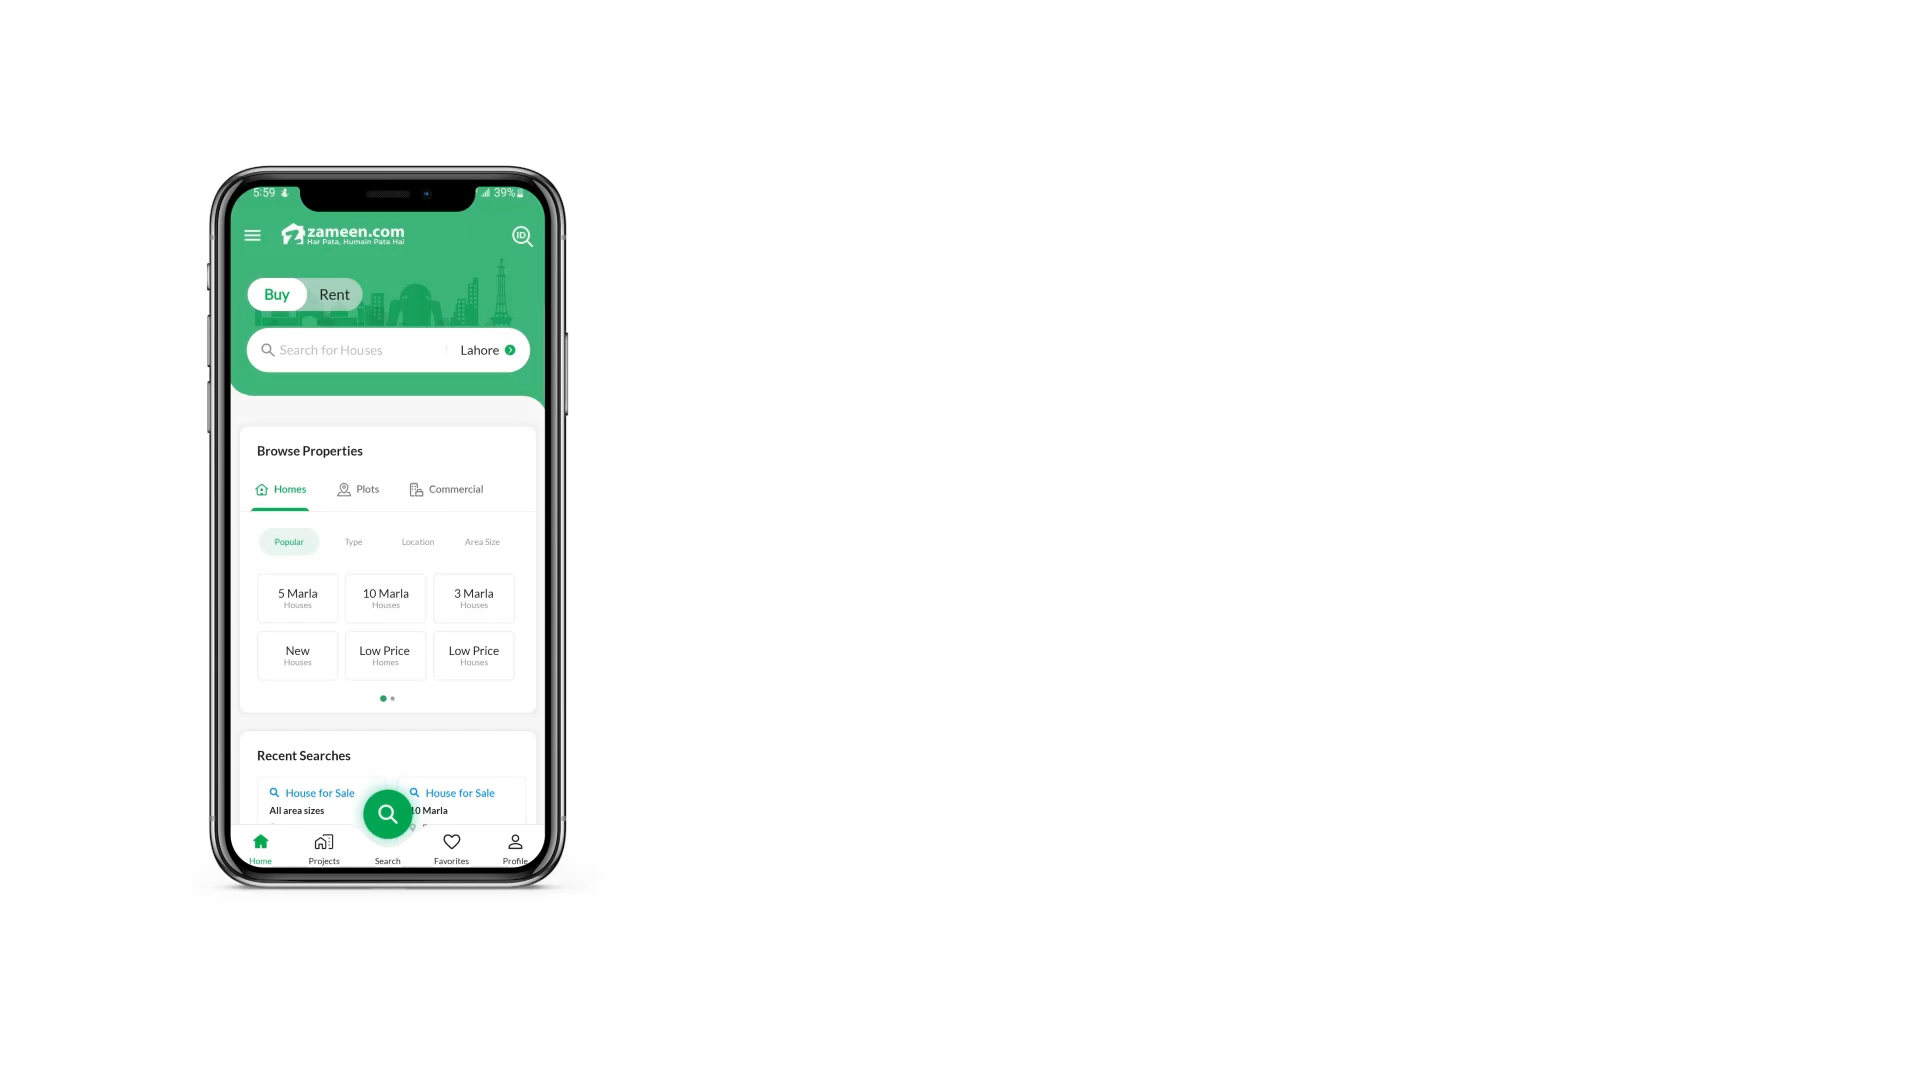 5:59 39%
zameen.com
Har Pata, Humain Pata Hai
ID
Buy Rent
Search for Houses Lahore
Browse Properties
Homes Plots Commercial
Popular Type Location Area Size
5 Marla 10 Marla 3 Marla
Houses Houses Houses
New Low Price Low Price
Houses Homes Houses
Recent Searches
House for Sale House for Sale
All area sizes 10 Marla
Home Projects Search Favorites Profile